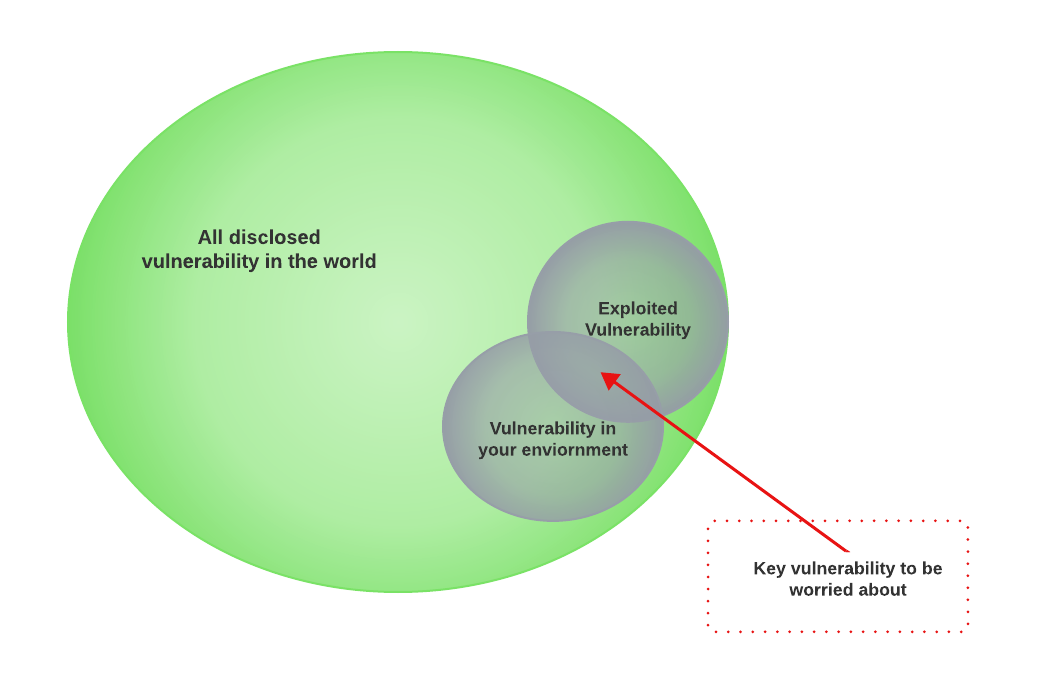 All disclosed
vulnerability in the world
Exploited
Vulnerability
Vulnerability in
your enviornment
Key vulnerability to be
worried about